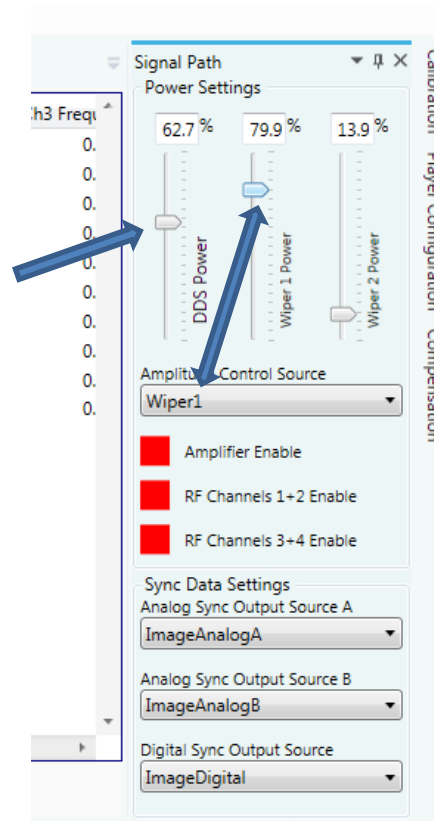 Signal Path
Power Settings
62.7 % 79.9 % 13.9 %
DDS Power
Wiper 1 Power
Wiper 2 Power
Control Source
Wiper1
Amplifier Enable
RF Channels 1+2 Enable
RF Channels 3+4 Enable
Sync Data Settings
Analog Sync Output Source A
ImageAnalogA
Analog Sync Output Source B
ImageAnalogB
Digital Sync Output Source
ImageDigital
h3 Frequ
0.
0.
0.
0.
0.
0.
0.
0.
0.
0.
Calibration Player Configuration Compensation